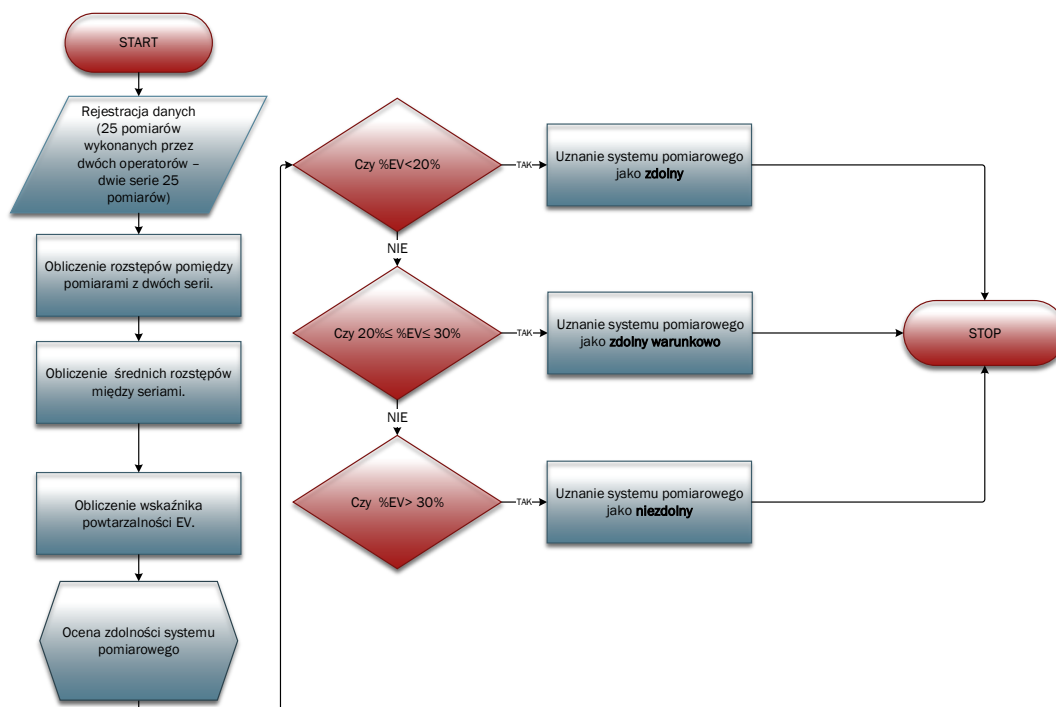 START
Rejestracja danych
(25 pomiarów
wykonanych przez
dwóch operatorów –
dwie serie 25
pomiarów)
Obliczenie rozstępów pomiędzy
pomiarami z dwóch serii.
Obliczenie średnich rozstępów
między seriami.
Obliczenie wskaźnika
powtarzalności EV.
Ocena zdolności systemu
pomiarowego
Czy %EV<20%
TAK
Uznanie systemu pomiarowego
jako zdolny
NIE
Czy 20%≤ %EV≤ 30%
TAK
Uznanie systemu pomiarowego
jako zdolny warunkowo
STOP
NIE
Czy %EV> 30%
TAK
Uznanie systemu pomiarowego
jako niezdolny